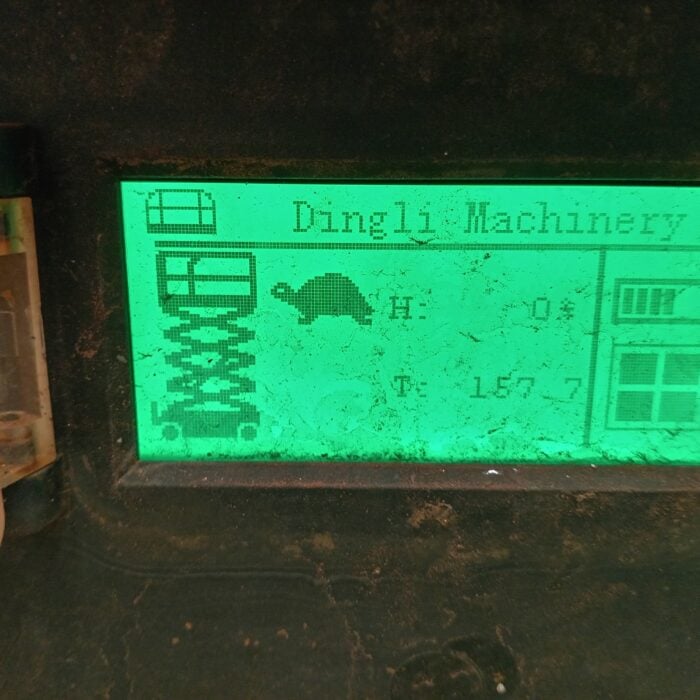 Dingli Machinery
H: 0%
T: 157.7